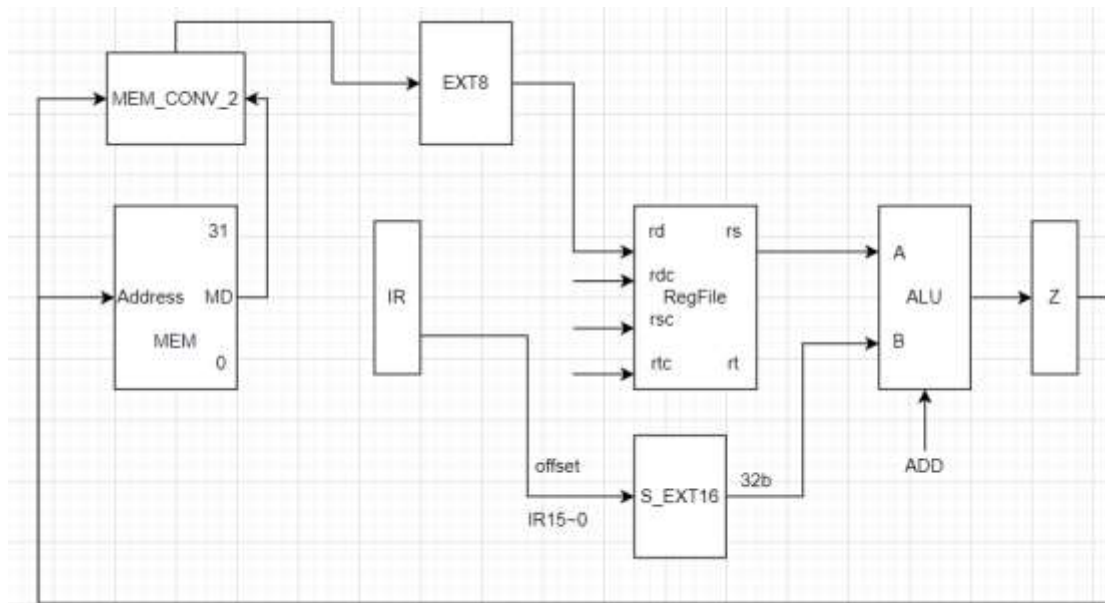 EXT8
MEM_CONV_2
31
rd
rs
A
rdc
Address
MD
IR
RegFile
ALU
Z
rsc
MEM
B
0
rtc
rt
offset
32b
ADD
S_EXT16
IR15~0